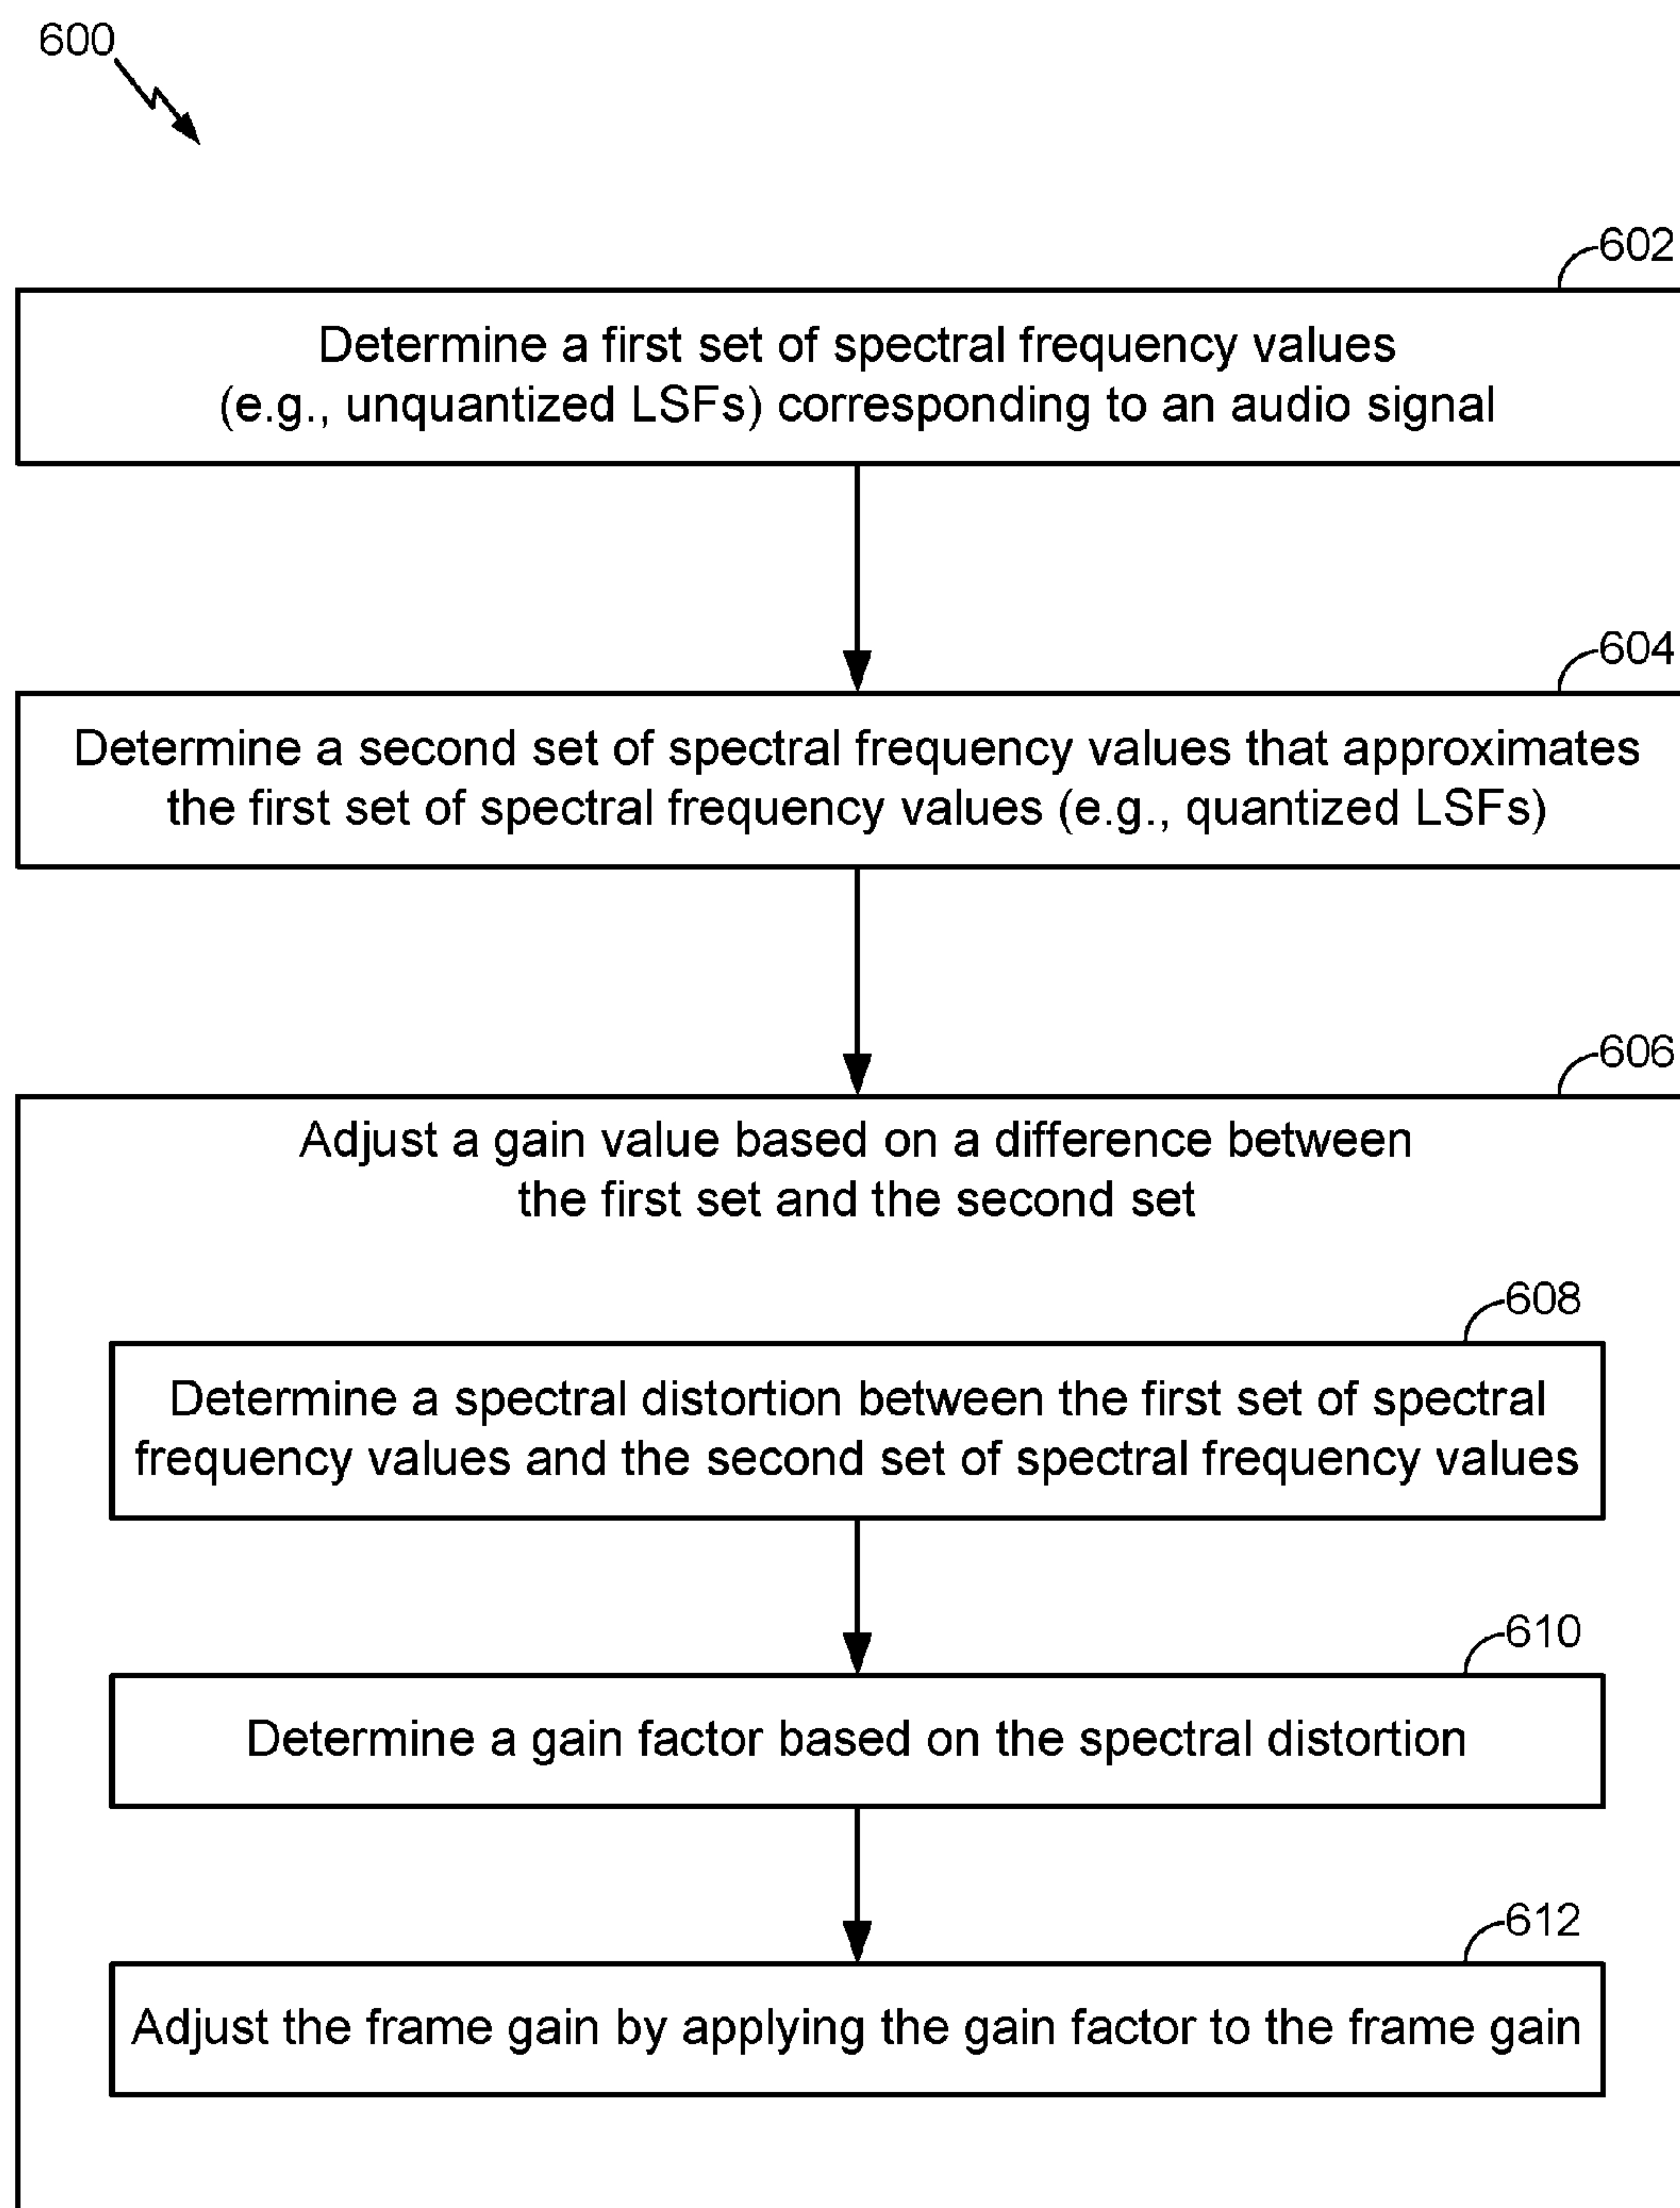 600
602
Determine a first set of spectral frequency values
(e.g., unquantized LSFs) corresponding to an audio signal
604
Determine a second set of spectral frequency values that approximates
the first set of spectral frequency values (e.g., quantized LSFs)
606
Adjust a gain value based on a difference between
the first set and the second set
608
Determine a spectral distortion between the first set of spectral
frequency values and the second set of spectral frequency values
610
Determine a gain factor based on the spectral distortion
612
Adjust the frame gain by applying the gain factor to the frame gain